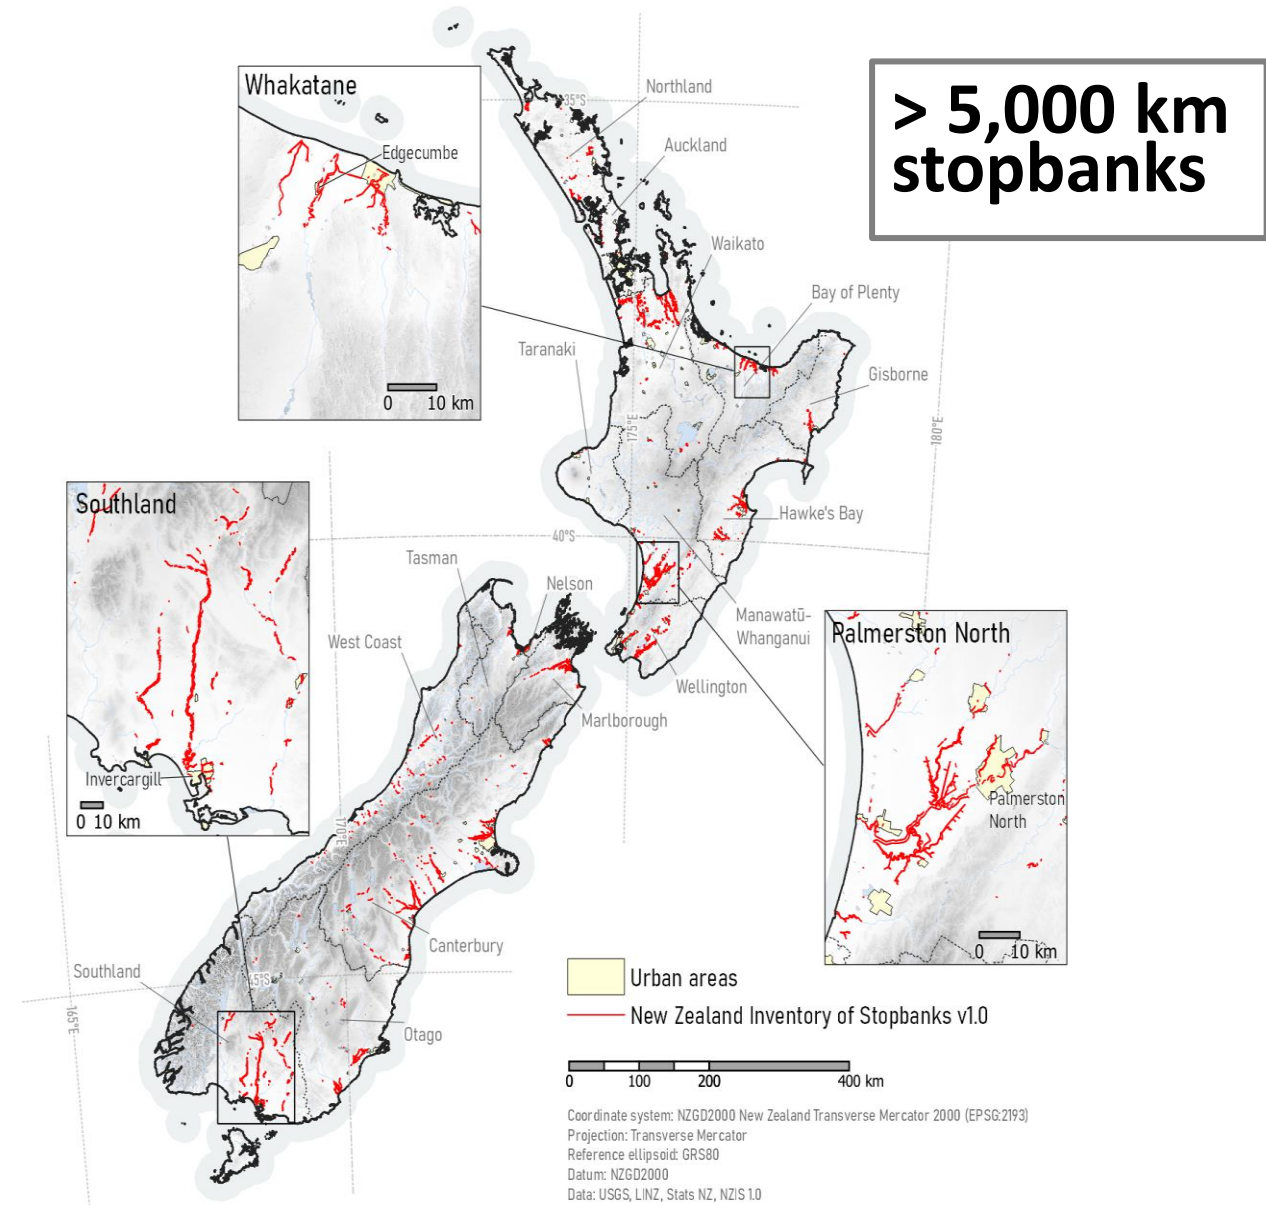 > 5,000 km
stopbanks
Whakatane
Edgecumbe
0 10 km
Northland
35°S
Auckland
Waikato
Bay of Plenty
Taranaki
Gisborne
175°E
180°E
Hawke's Bay
40°S
Southland
Invercargill
0 10 km
Tasman
Nelson
West Coast
Manawatū-
Whanganui
Wellington
Marlborough
Palmerston North
Palmerston
North
0 10 km
170°E
Canterbury
Southland
45°S
165°E
Otago
Urban areas
New Zealand Inventory of Stopbanks v1.0
0 100 200 400 km
Coordinate system: NZGD2000 New Zealand Transverse Mercator 2000 (EPSG:2193)
Projection: Transverse Mercator
Reference ellipsoid: GRS80
Datum: NZGD2000
Data: USGS, LINZ, Stats NZ, NZIS 1.0